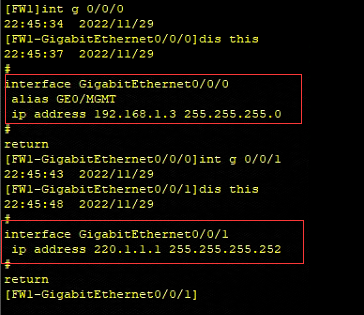 [FW1]int g 0/0/0
22:45:34  2022/11/29
[FW1-GigabitEthernet0/0/0]dis this
22:45:37  2022/11/29
#
interface GigabitEthernet0/0/0
 alias GE0/MGMT
 ip address 192.168.1.3 255.255.255.0
#
return
[FW1-GigabitEthernet0/0/0]int g 0/0/1
22:45:43  2022/11/29
[FW1-GigabitEthernet0/0/1]dis this
22:45:48  2022/11/29
#
interface GigabitEthernet0/0/1
 ip address 220.1.1.1 255.255.255.252
#
return
[FW1-GigabitEthernet0/0/1]